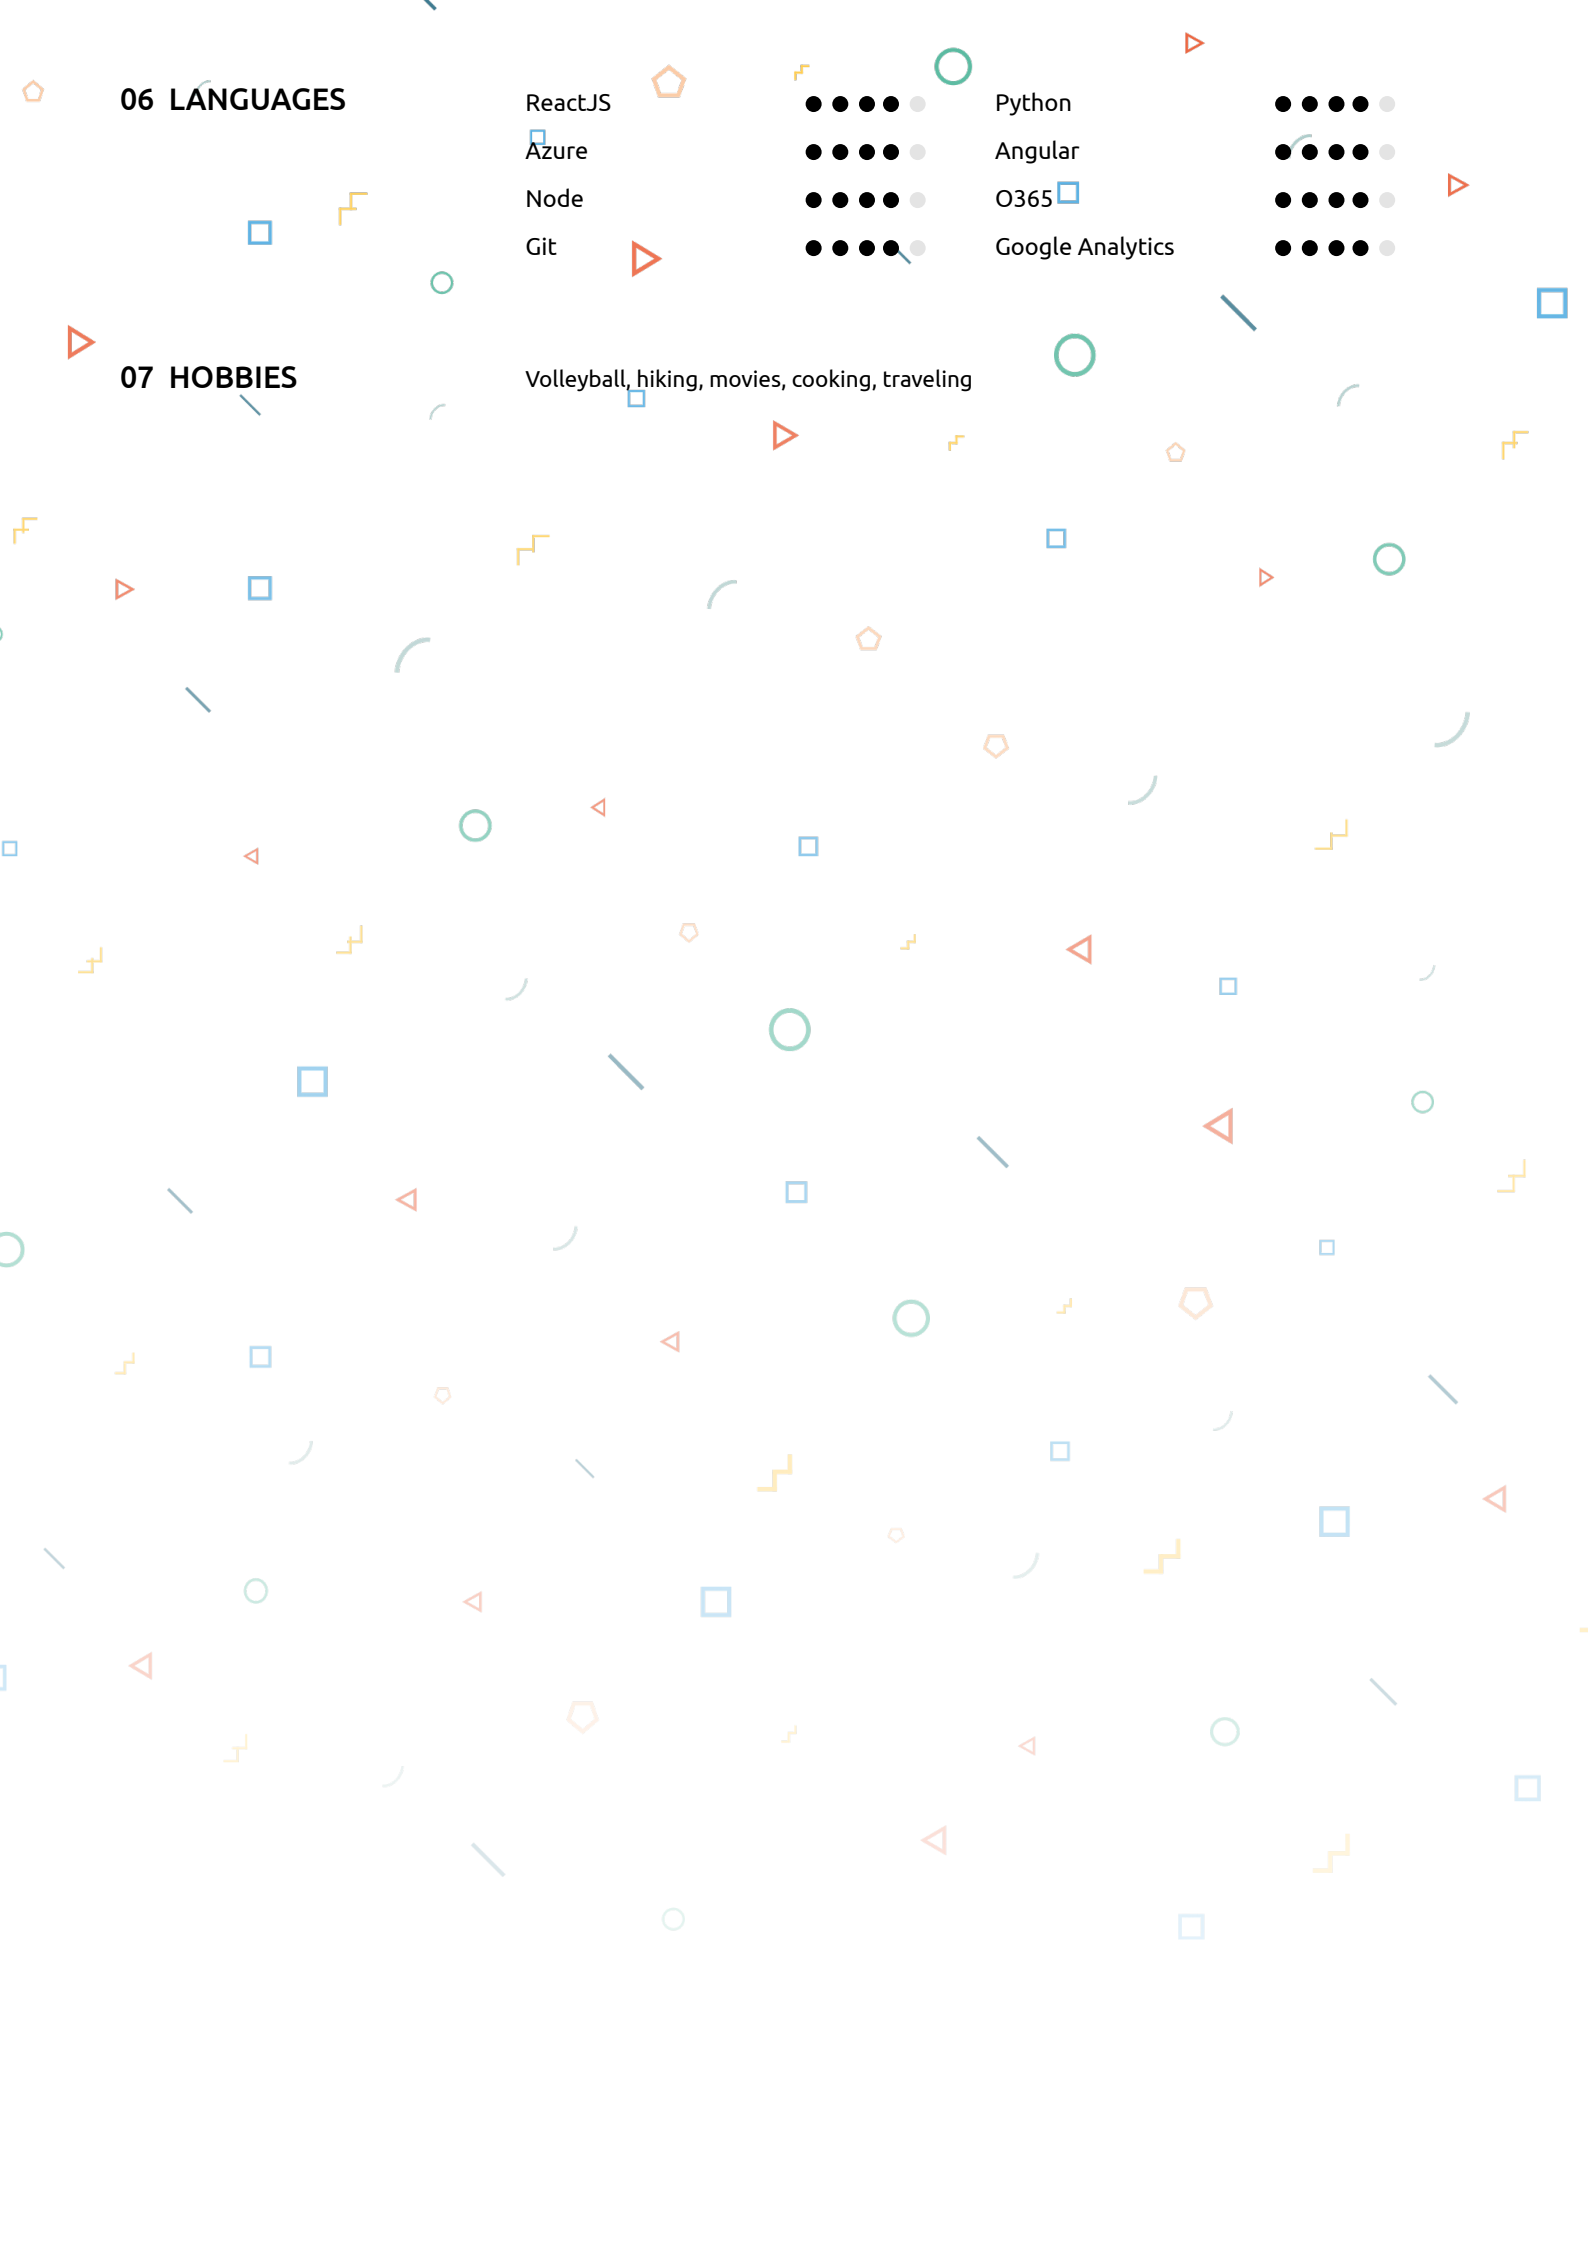 06 LANGUAGES
ReactJS
Python
Azure
Angular
Node
O365
Git
Google Analytics
07 HOBBIES
Volleyball, hiking, movies, cooking, traveling